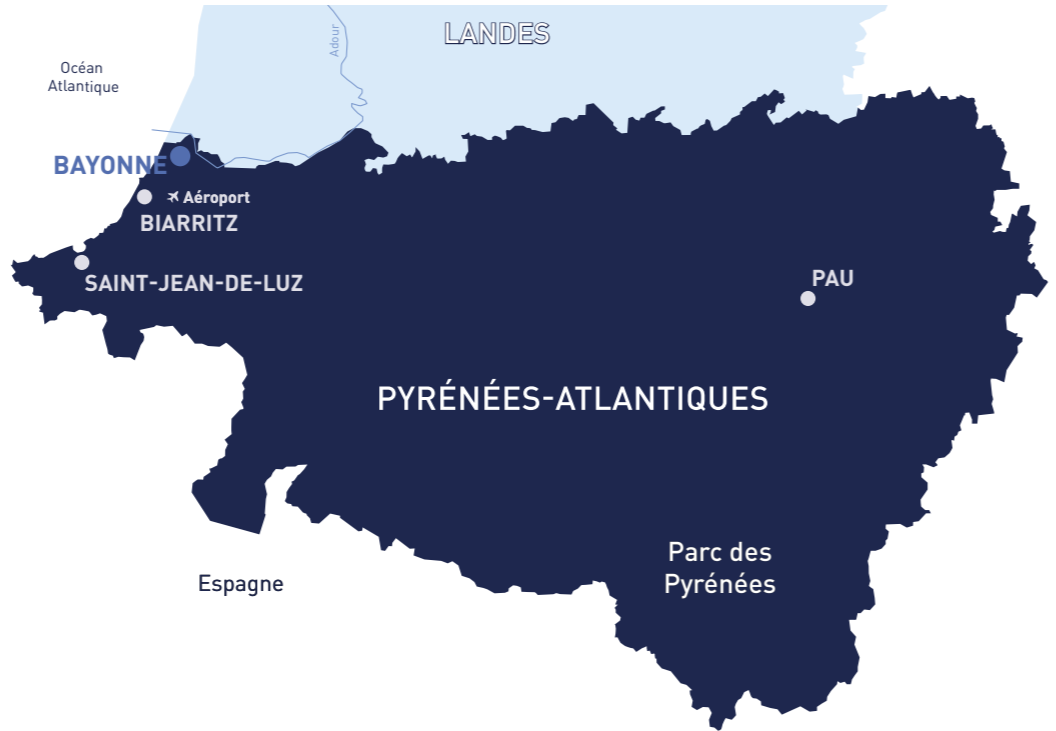 LANDES
Adour
Océan
Atlantique
BAYONNE
Aéroport
BIARRITZ
SAINT-JEAN-DE-LUZ
PAU
PYRÉNÉES-ATLANTIQUES
Parc des
Pyrénées
Espagne